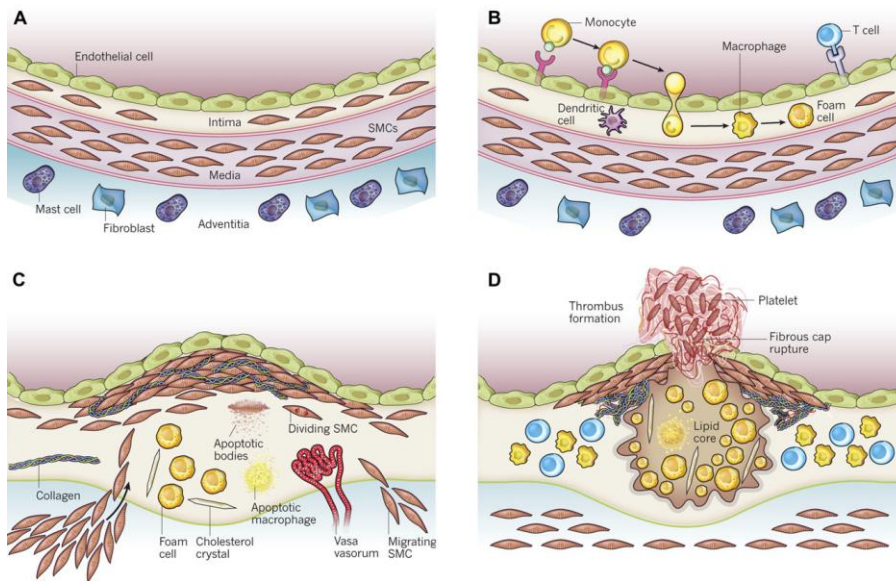 A
Endothelial cell
Intima
SMCs
Media
Mast cell
Fibroblast
Adventitia
B
Monocyte
T cell
Macrophage
Dendritic
cell
Foam
cell
C
Dividing SMC
Apoptotic
bodies
Collagen
Apoptotic
macrophage
Foam
cell
Cholesterol
crystal
Vasa
vasorum
Migrating
SMC
D
Thrombus
formation
Platelet
Fibrous cap
rupture
Lipid
core